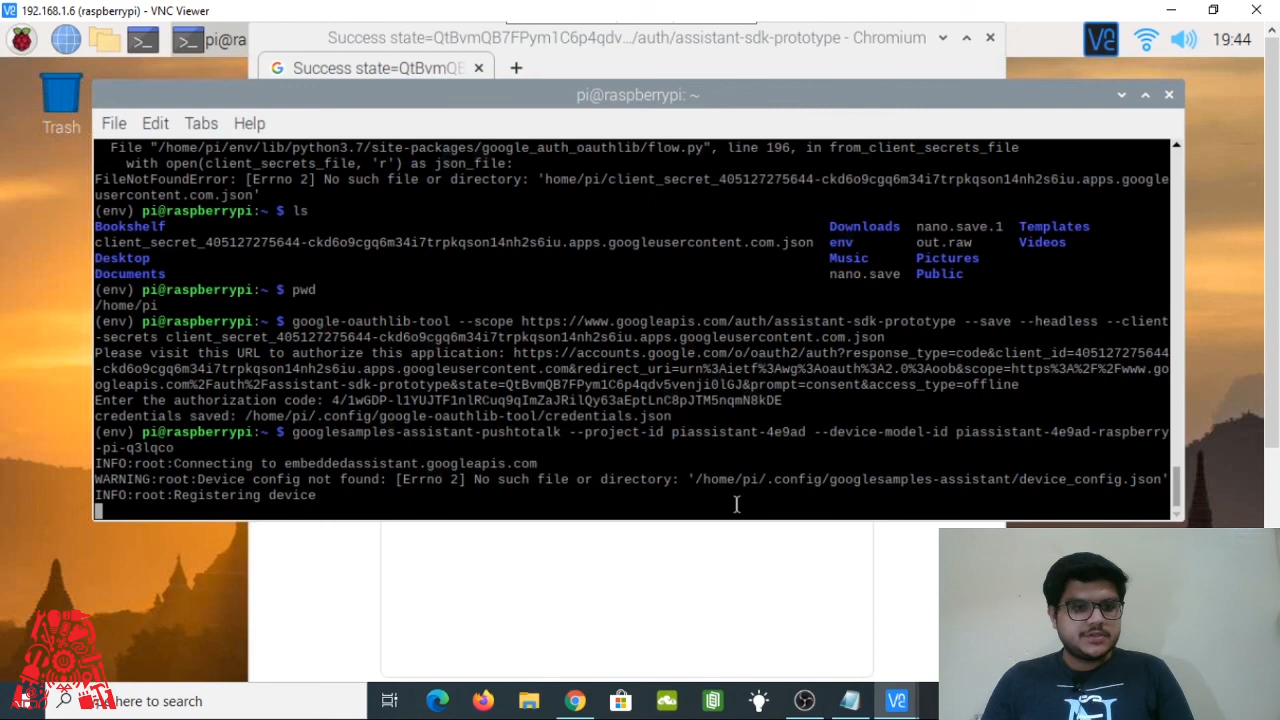 192.168.1.6 (raspberrypi) - VNC Viewer
pi@ra
Success state=QtBvmQB7FPym1C6p4qdv.../auth/assistant-sdk-prototype - Chromium
19:44
Success state=QtBvmQB
pi@raspberrypi: ~
Trash
File Edit Tabs Help
File "/home/pi/env/lib/python3.7/site-packages/google_auth_oauthlib/flow.py", line 196, in from_client_secrets_file
with open(client_secrets_file, 'r') as json_file:
FileNotFoundError: [Errno 2] No such file or directory: 'home/pi/client_secret_405127275644-ckd6o9cgq6m34i7trpkqson14nh2s6iu.apps.google
usercontent.com.json'
(env) pi@raspberrypi:~ $ ls
Bookshelf Downloads nano.save.1 Templates
client_secret_405127275644-ckd6o9cgq6m34i7trpkqson14nh2s6iu.apps.googleusercontent.com.json env out.raw Videos
Desktop Music Pictures
Documents nano.save Public
(env) pi@raspberrypi:~ $ pwd
/home/pi
(env) pi@raspberrypi:~ $ google-oauthlib-tool --scope https://www.googleapis.com/auth/assistant-sdk-prototype --save --headless --client
-secrets client_secret_405127275644-ckd6o9cgq6m34i7trpkqson14nh2s6iu.apps.googleusercontent.com.json
Please visit this URL to authorize this application: https://accounts.google.com/o/oauth2/auth?response_type=code&client_id=405127275644
-ckd6o9cgq6m34i7trpkqson14nh2s6iu.apps.googleusercontent.com&redirect_uri=urn%3Aietf%3Awg%3Aoauth%3A2.0%3Aoob&scope=https%3A%2F%2Fwww.go
ogleapis.com%2Fauth%2Fassistant-sdk-prototype&state=QtBvmQB7FPym1C6p4qdv5venji0lGJ&prompt=consent&access_type=offline
Enter the authorization code: 4/1wGDP-l1YUJTF1nlRCuq9qImZaJRilQy63aEptLnC8pJTM5nqmN8kDE
credentials saved: /home/pi/.config/google-oauthlib-tool/credentials.json
(env) pi@raspberrypi:~ $ googlesamples-assistant-pushtotalk --project-id piassistant-4e9ad --device-model-id piassistant-4e9ad-raspberry
-pi-q3lqco
INFO:root:Connecting to embeddedassistant.googleapis.com
WARNING:root:Device config not found: [Errno 2] No such file or directory: '/home/pi/.config/googlesamples-assistant/device_config.json'
INFO:root:Registering device
here to search